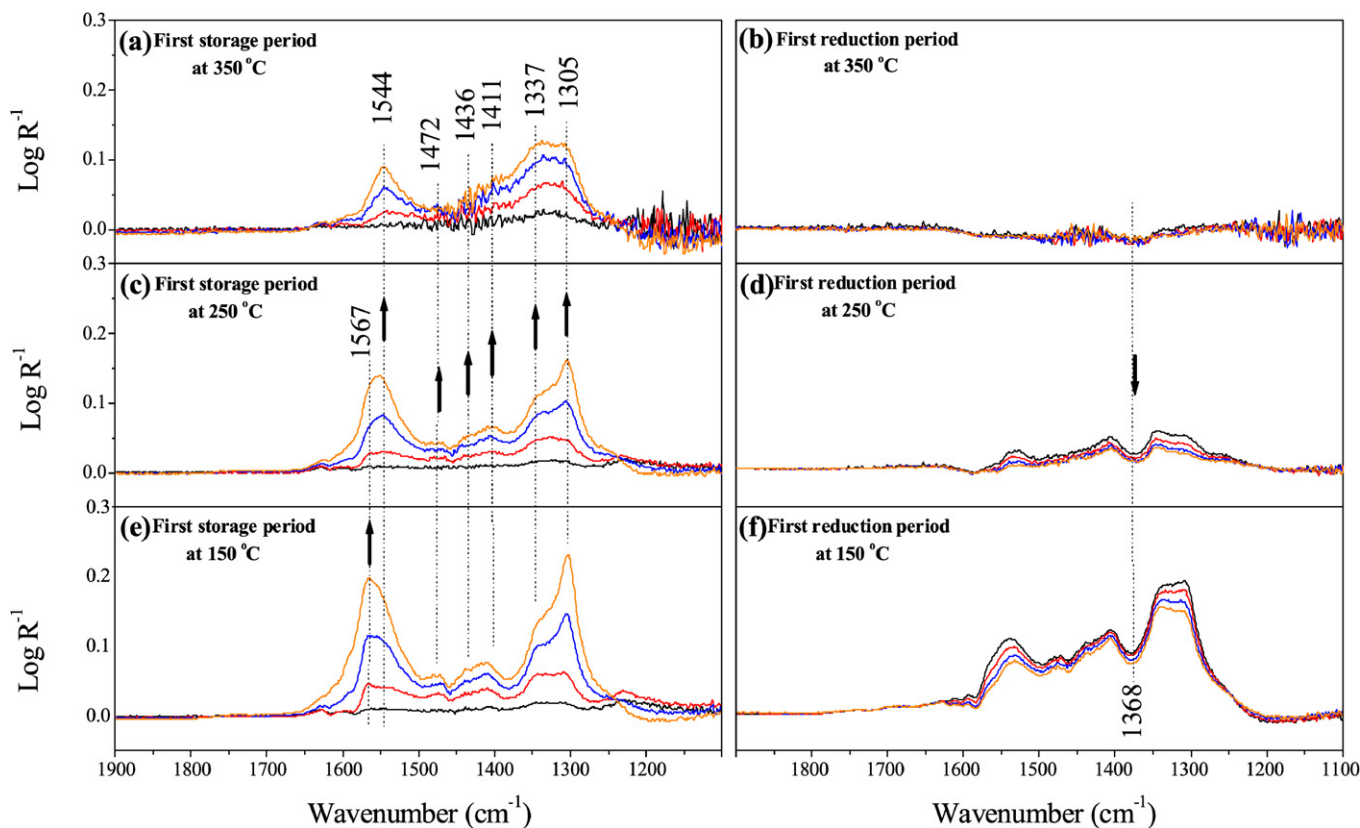 (a) First storage period
at 350 °C
1544
1472
1436
1411
1337
1305
0.3
0.2
0.1
0.0
Log R⁻¹
(b) First reduction period
at 350 °C
(c) First storage period
at 250 °C
1567
0.3
0.2
0.1
0.0
Log R⁻¹
(d) First reduction period
at 250 °C
(e) First storage period
at 150 °C
0.3
0.2
0.1
0.0
Log R⁻¹
(f) First reduction period
at 150 °C
1368
1900 1800 1700 1600 1500 1400 1300 1200
1800 1700 1600 1500 1400 1300 1200 1100
Wavenumber (cm⁻¹)
Wavenumber (cm⁻¹)